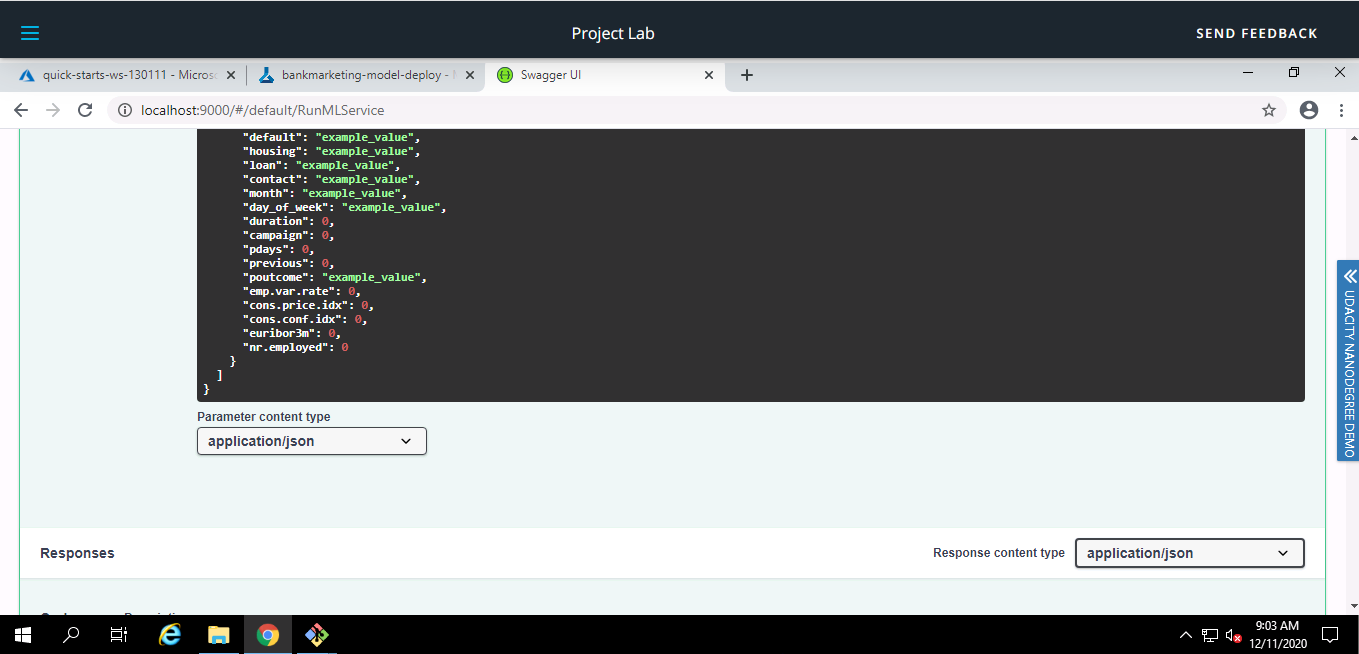 Project Lab
SEND FEEDBACK
quick-starts-ws-130111 - Micros
bankmarketing-model-deploy -
Swagger UI
localhost:9000/#/default/RunMLService
"default": "example_value",
"housing": "example_value",
"loan": "example_value",
"contact": "example_value",
"month": "example_value",
"day_of_week": "example_value",
"duration": 0,
"campaign": 0,
"pdays": 0,
"previous": 0,
"poutcome": "example_value",
"emp.var.rate": 0,
"cons.price.idx": 0,
"cons.conf.idx": 0,
"euribor3m": 0,
"nr.employed": 0
}
]
}
Parameter content type
application/json
UDACITY NANODEGREE DEMO
Responses
Response content type
application/json
9:03 AM
12/11/2020